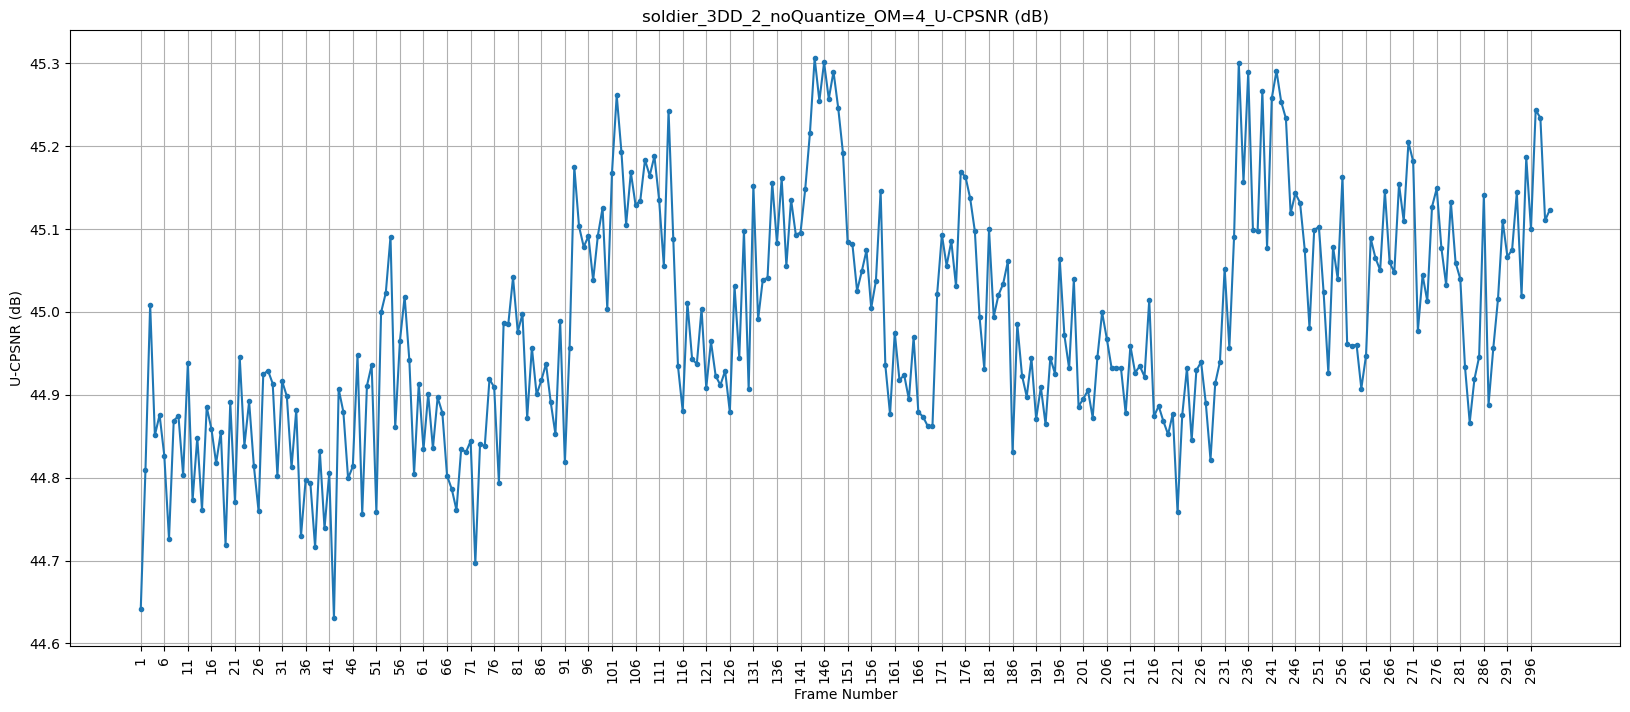 soldier_3DD_2_noQuantize_OM=4_U-CPSNR (dB)
U-CPSNR (dB)
45.3
45.2
45.1
45.0
44.9
44.8
44.7
44.6
1 6 11 16 21 26 31 36 41 46 51 56 61 66 71 76 81 86 91 96 101 106 111 116 121 126 131 136 141 146 151 156 161 166 171 176 181 186 191 196 201 206 211 216 221 226 231 236 241 246 251 256 261 266 271 276 281 286 291 296
Frame Number